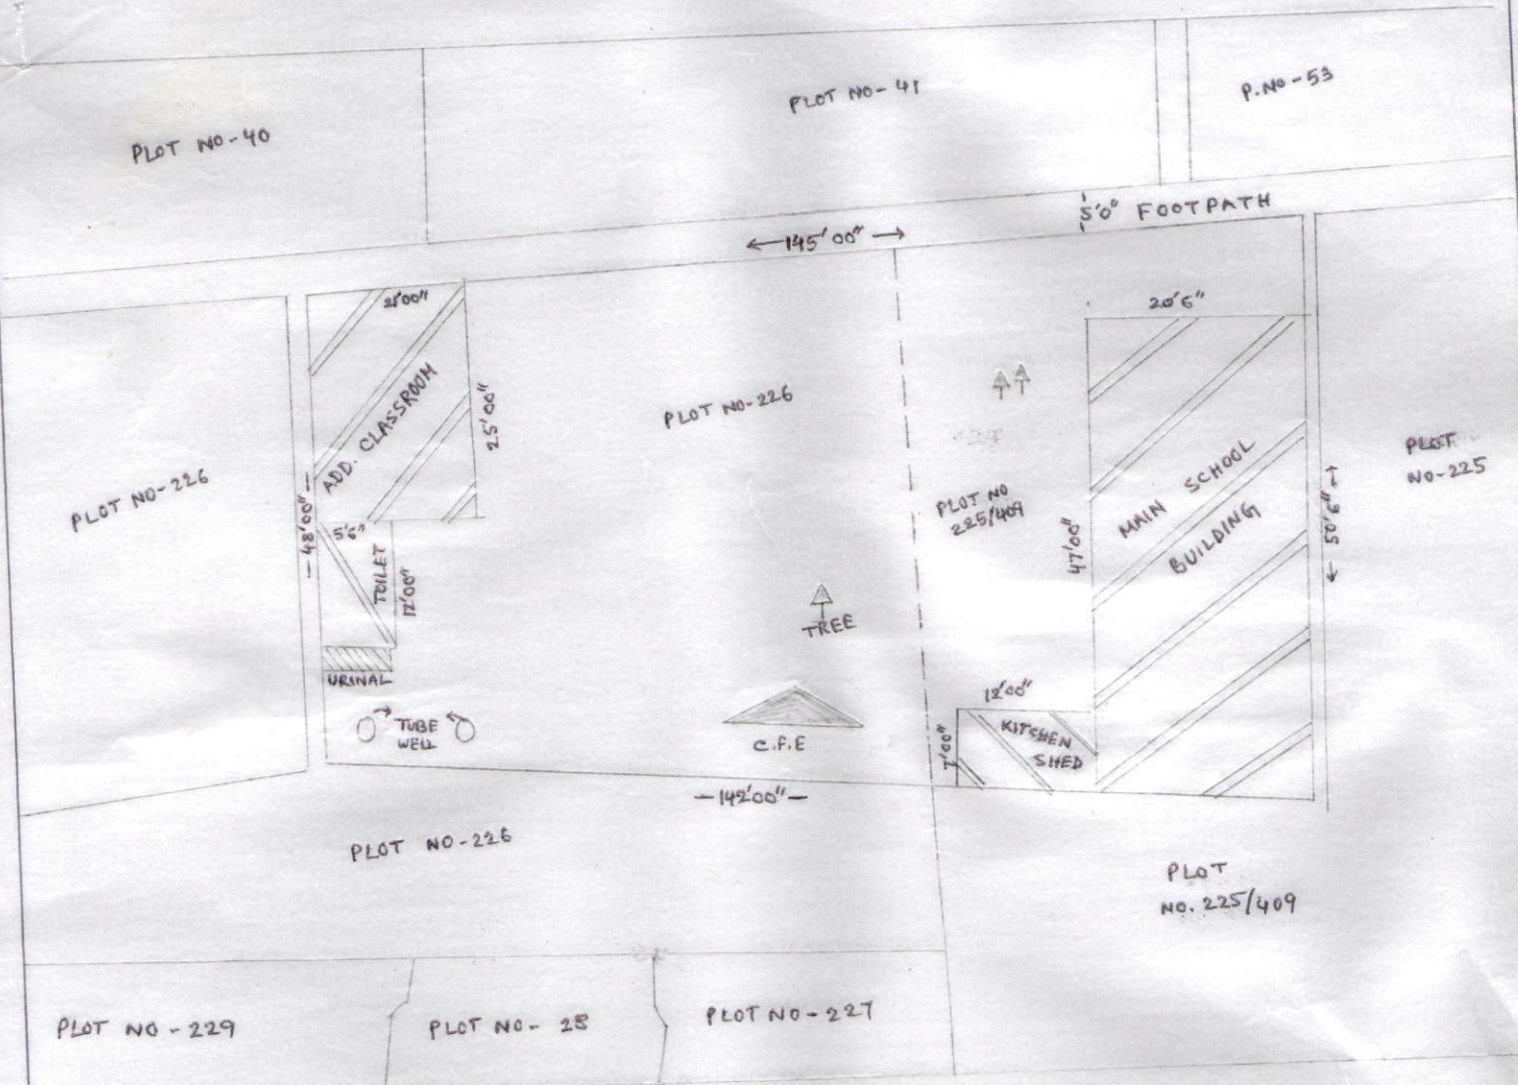 PLOT NO-40
PLOT NO-41
P.NO-53
5'0" FOOTPATH
145'00"
21'00"
20'6"
ADD. CLASSROOM
25'00"
PLOT NO-226
PLOT NO-226
PLOT NO
225/409
MAIN SCHOOL
BUILDING
47'00"
50'6"
PLOT
NO-225
48'00"
5'6"
TOILET
12'00"
URINAL
TREE
TUBE
WELL
C.F.E
12'00"
7'00"
KITSHEN
SHED
142'00"
PLOT NO-226
PLOT
NO. 225/409
PLOT NO-229
PLOT NO- 28
PLOT NO-227